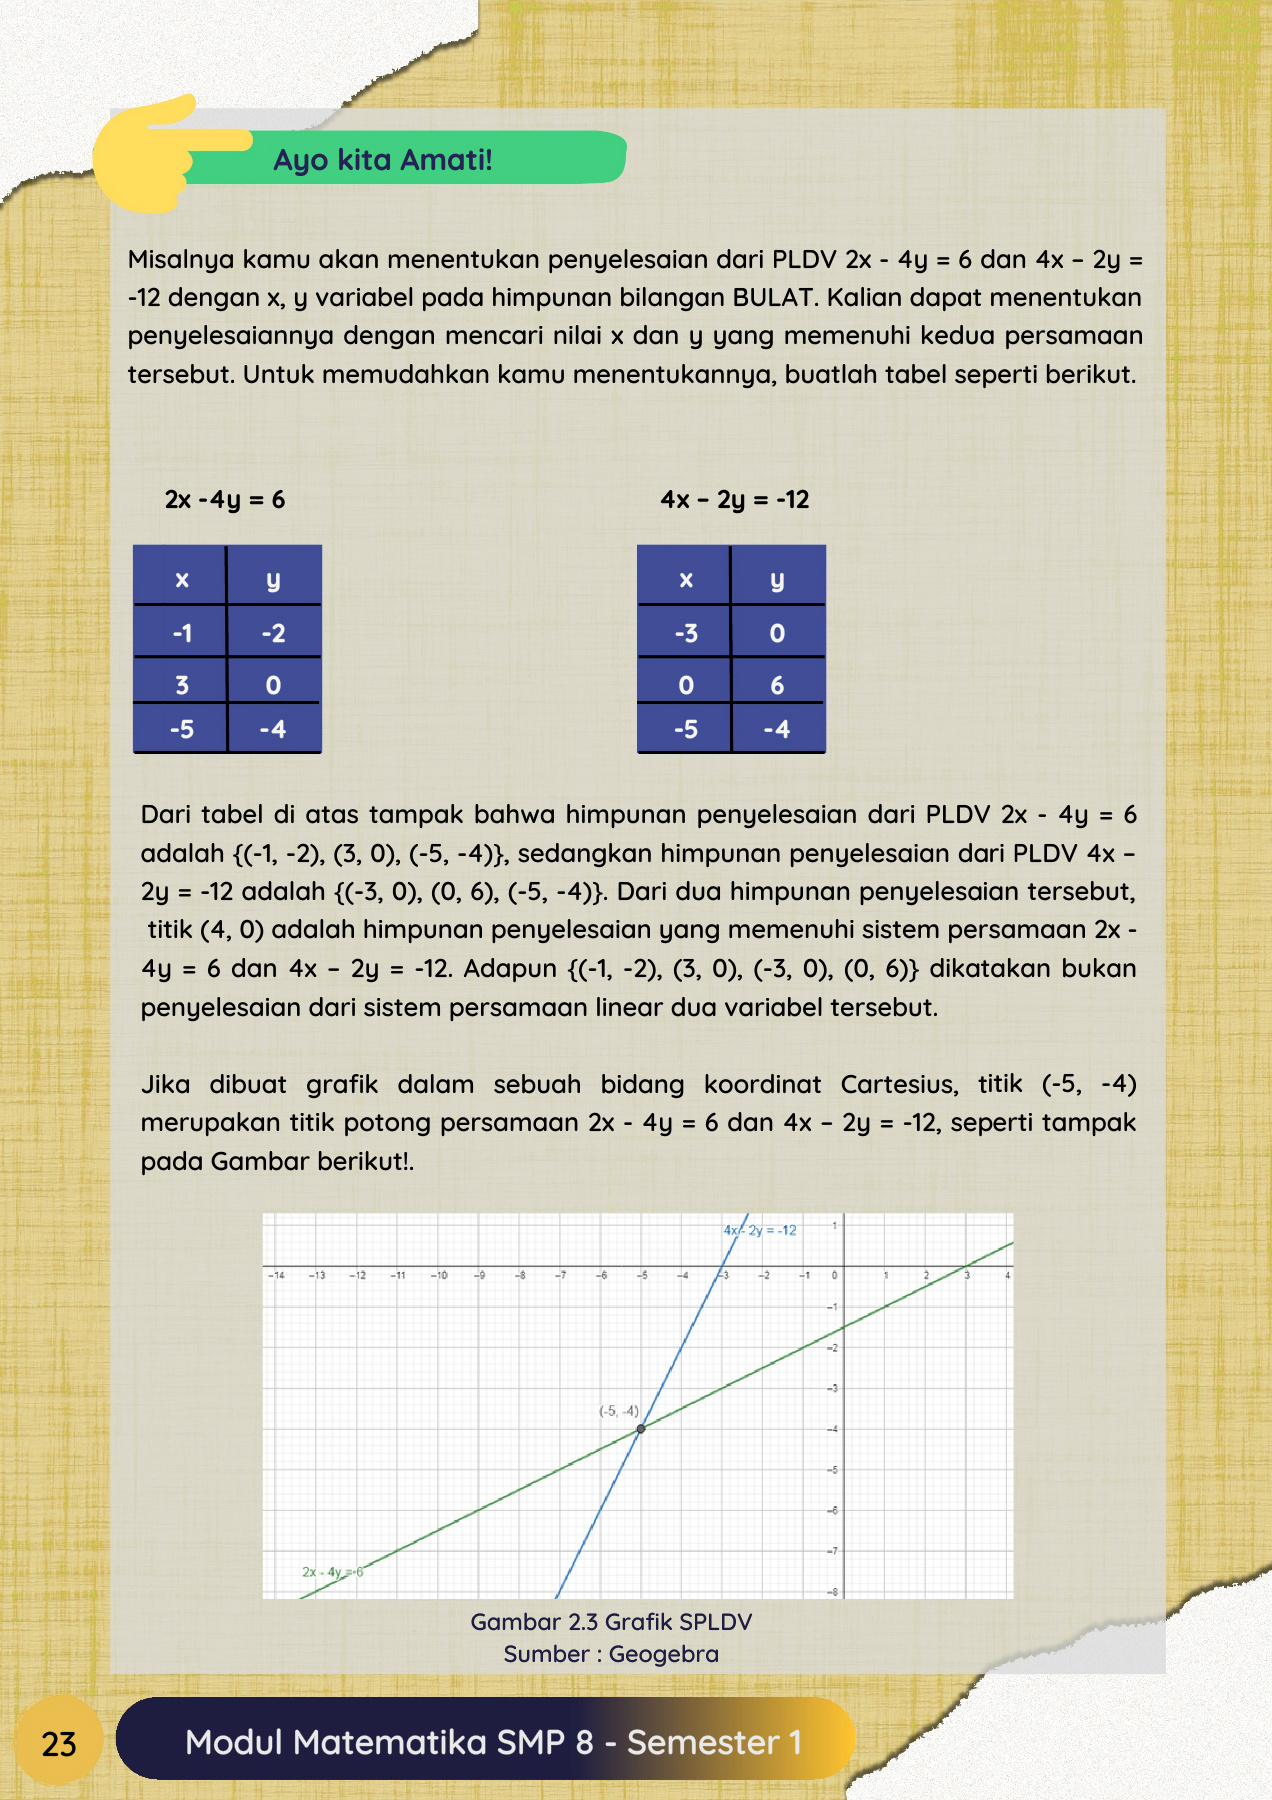 Ayo kita Amati!
Misalnya kamu akan menentukan penyelesaian dari PLDV 2x - 4y = 6 dan 4x – 2y =
-12 dengan x, y variabel pada himpunan bilangan BULAT. Kalian dapat menentukan
penyelesaiannya dengan mencari nilai x dan y yang memenuhi kedua persamaan
tersebut. Untuk memudahkan kamu menentukannya, buatlah tabel seperti berikut.
2x -4y = 6
x y
-1 -2
3 0
-5 -4
4x – 2y = -12
x y
-3 0
0 6
-5 -4
Dari tabel di atas tampak bahwa himpunan penyelesaian dari PLDV 2x - 4y = 6
adalah {(-1, -2), (3, 0), (-5, -4)}, sedangkan himpunan penyelesaian dari PLDV 4x –
2y = -12 adalah {(-3, 0), (0, 6), (-5, -4)}. Dari dua himpunan penyelesaian tersebut,
titik (4, 0) adalah himpunan penyelesaian yang memenuhi sistem persamaan 2x -
4y = 6 dan 4x – 2y = -12. Adapun {(-1, -2), (3, 0), (-3, 0), (0, 6)} dikatakan bukan
penyelesaian dari sistem persamaan linear dua variabel tersebut.
Jika dibuat grafik dalam sebuah bidang koordinat Cartesius, titik (-5, -4)
merupakan titik potong persamaan 2x - 4y = 6 dan 4x – 2y = -12, seperti tampak
pada Gambar berikut!.
4x - 2y = -12
1
-14 -13 -12 -11 -10 -9 -8 -7 -6 -5 -4 -3 -2 -1 0 1 2 3 4
-1
-2
-3
(-5, -4)
-4
-5
-6
-7
2x - 4y = 6
-8
Gambar 2.3 Grafik SPLDV
Sumber : Geogebra
23
Modul Matematika SMP 8 - Semester 1